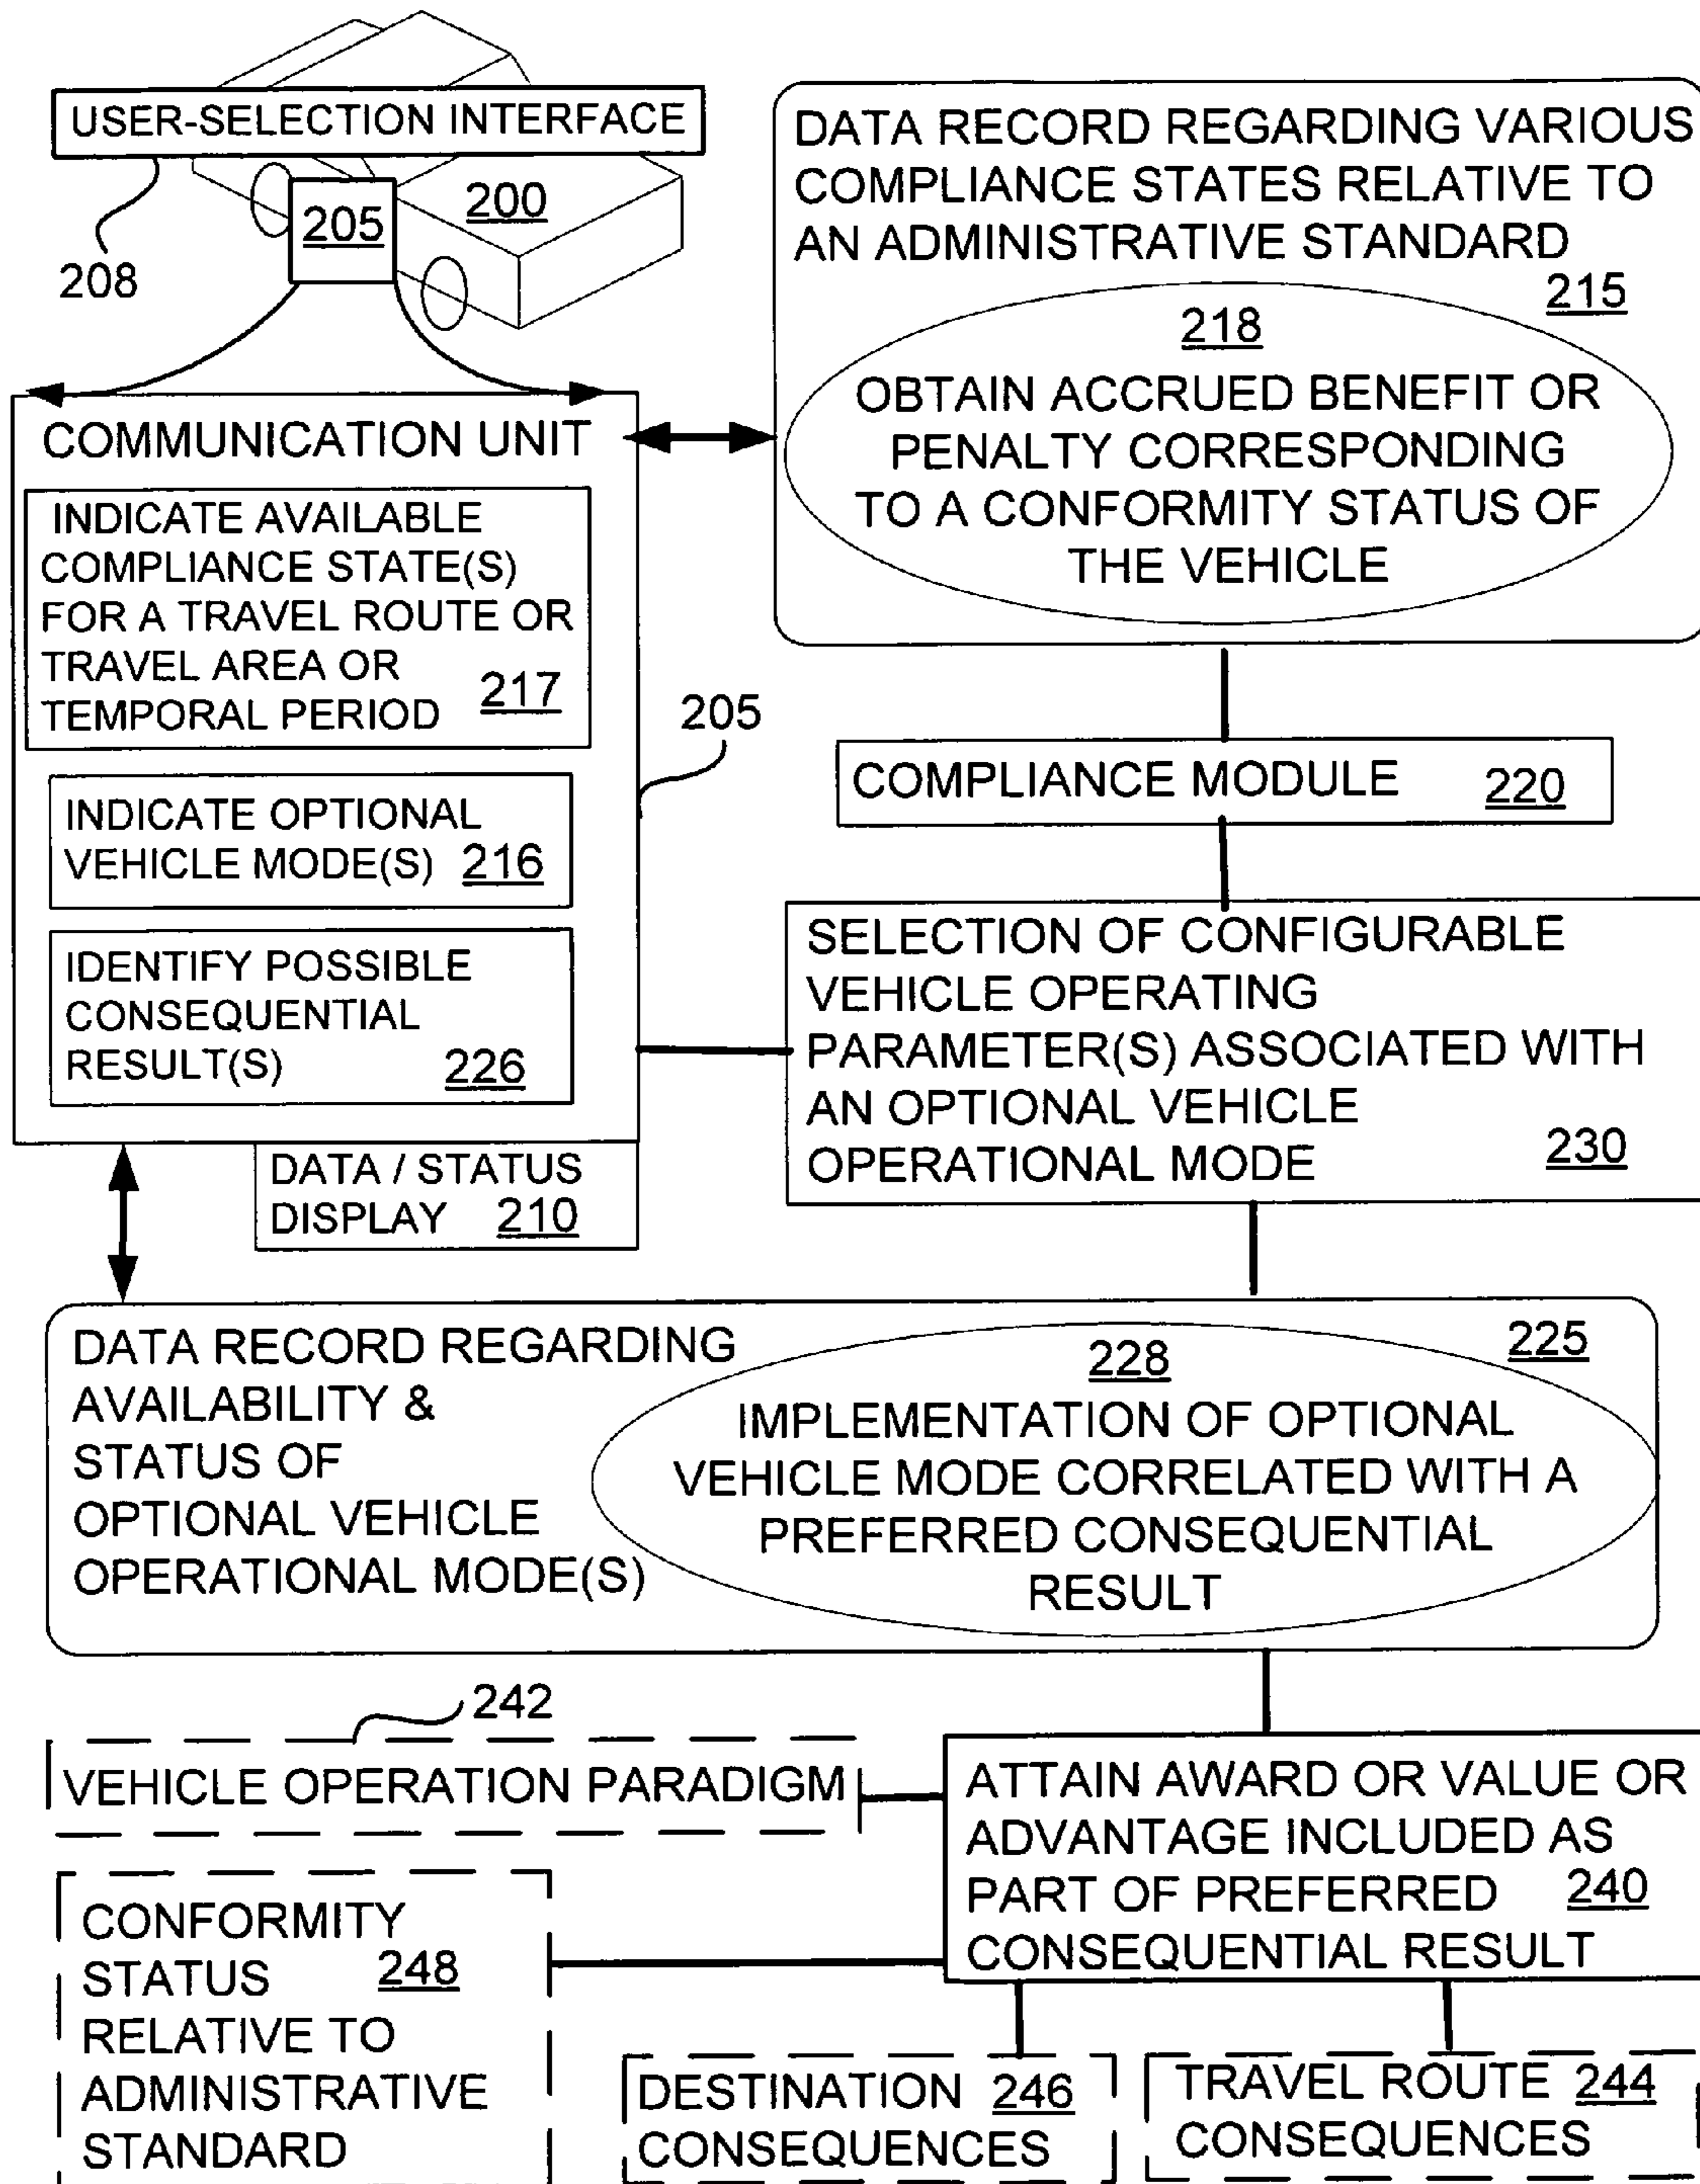 USER-SELECTION INTERFACE
200
205
208
DATA RECORD REGARDING VARIOUS
COMPLIANCE STATES RELATIVE TO
AN ADMINISTRATIVE STANDARD
215
218
OBTAIN ACCRUED BENEFIT OR
PENALTY CORRESPONDING
TO A CONFORMITY STATUS OF
THE VEHICLE
COMMUNICATION UNIT
INDICATE AVAILABLE
COMPLIANCE STATE(S)
FOR A TRAVEL ROUTE OR
TRAVEL AREA OR
TEMPORAL PERIOD 217
205
INDICATE OPTIONAL
VEHICLE MODE(S) 216
IDENTIFY POSSIBLE
CONSEQUENTIAL
RESULT(S) 226
DATA / STATUS
DISPLAY 210
COMPLIANCE MODULE 220
SELECTION OF CONFIGURABLE
VEHICLE OPERATING
PARAMETER(S) ASSOCIATED WITH
AN OPTIONAL VEHICLE
OPERATIONAL MODE 230
DATA RECORD REGARDING
AVAILABILITY &
STATUS OF
OPTIONAL VEHICLE
OPERATIONAL MODE(S)
225
228
IMPLEMENTATION OF OPTIONAL
VEHICLE MODE CORRELATED WITH A
PREFERRED CONSEQUENTIAL
RESULT
242
VEHICLE OPERATION PARADIGM
ATTAIN AWARD OR VALUE OR
ADVANTAGE INCLUDED AS
PART OF PREFERRED 240
CONSEQUENTIAL RESULT
CONFORMITY
STATUS 248
RELATIVE TO
ADMINISTRATIVE
STANDARD
DESTINATION 246
CONSEQUENCES
TRAVEL ROUTE 244
CONSEQUENCES